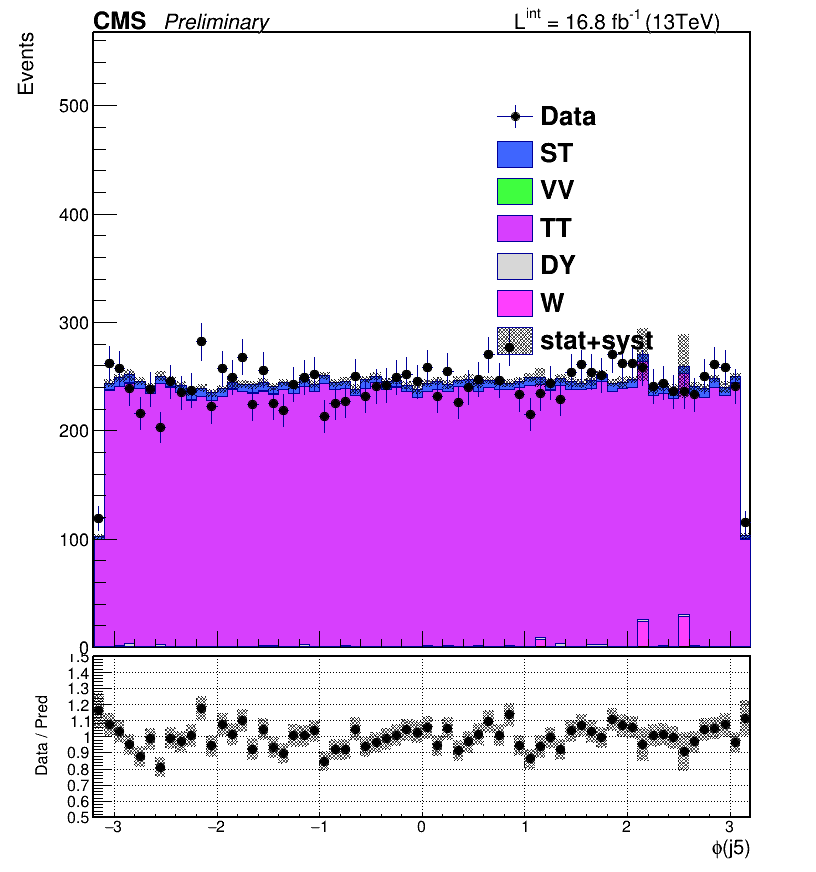 CMS Preliminary L^int = 16.8 fb^-1 (13TeV)
Events
500
400
300
200
100
0
Data
ST
VV
TT
DY
W
stat+syst
Data / Pred
1.5
1.4
1.3
1.2
1.1
1
0.9
0.8
0.7
0.6
0.5
−3 −2 −1 0 1 2 3
ϕ(j5)